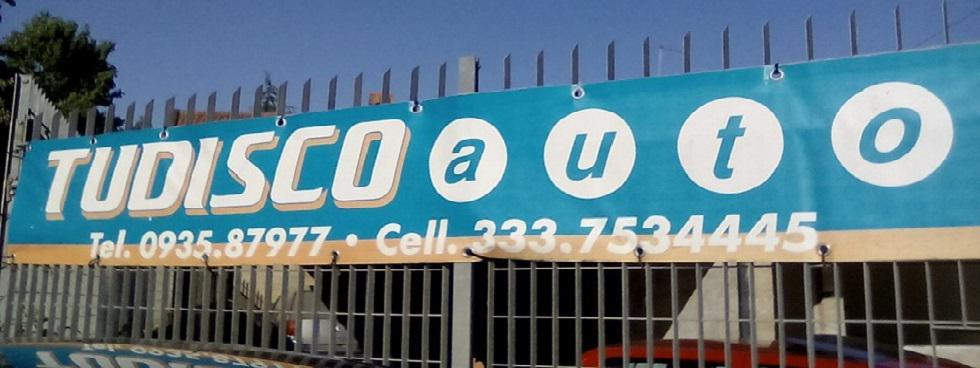 TUDISCO auto
Tel. 0935.87977 • Cell. 333.7534445